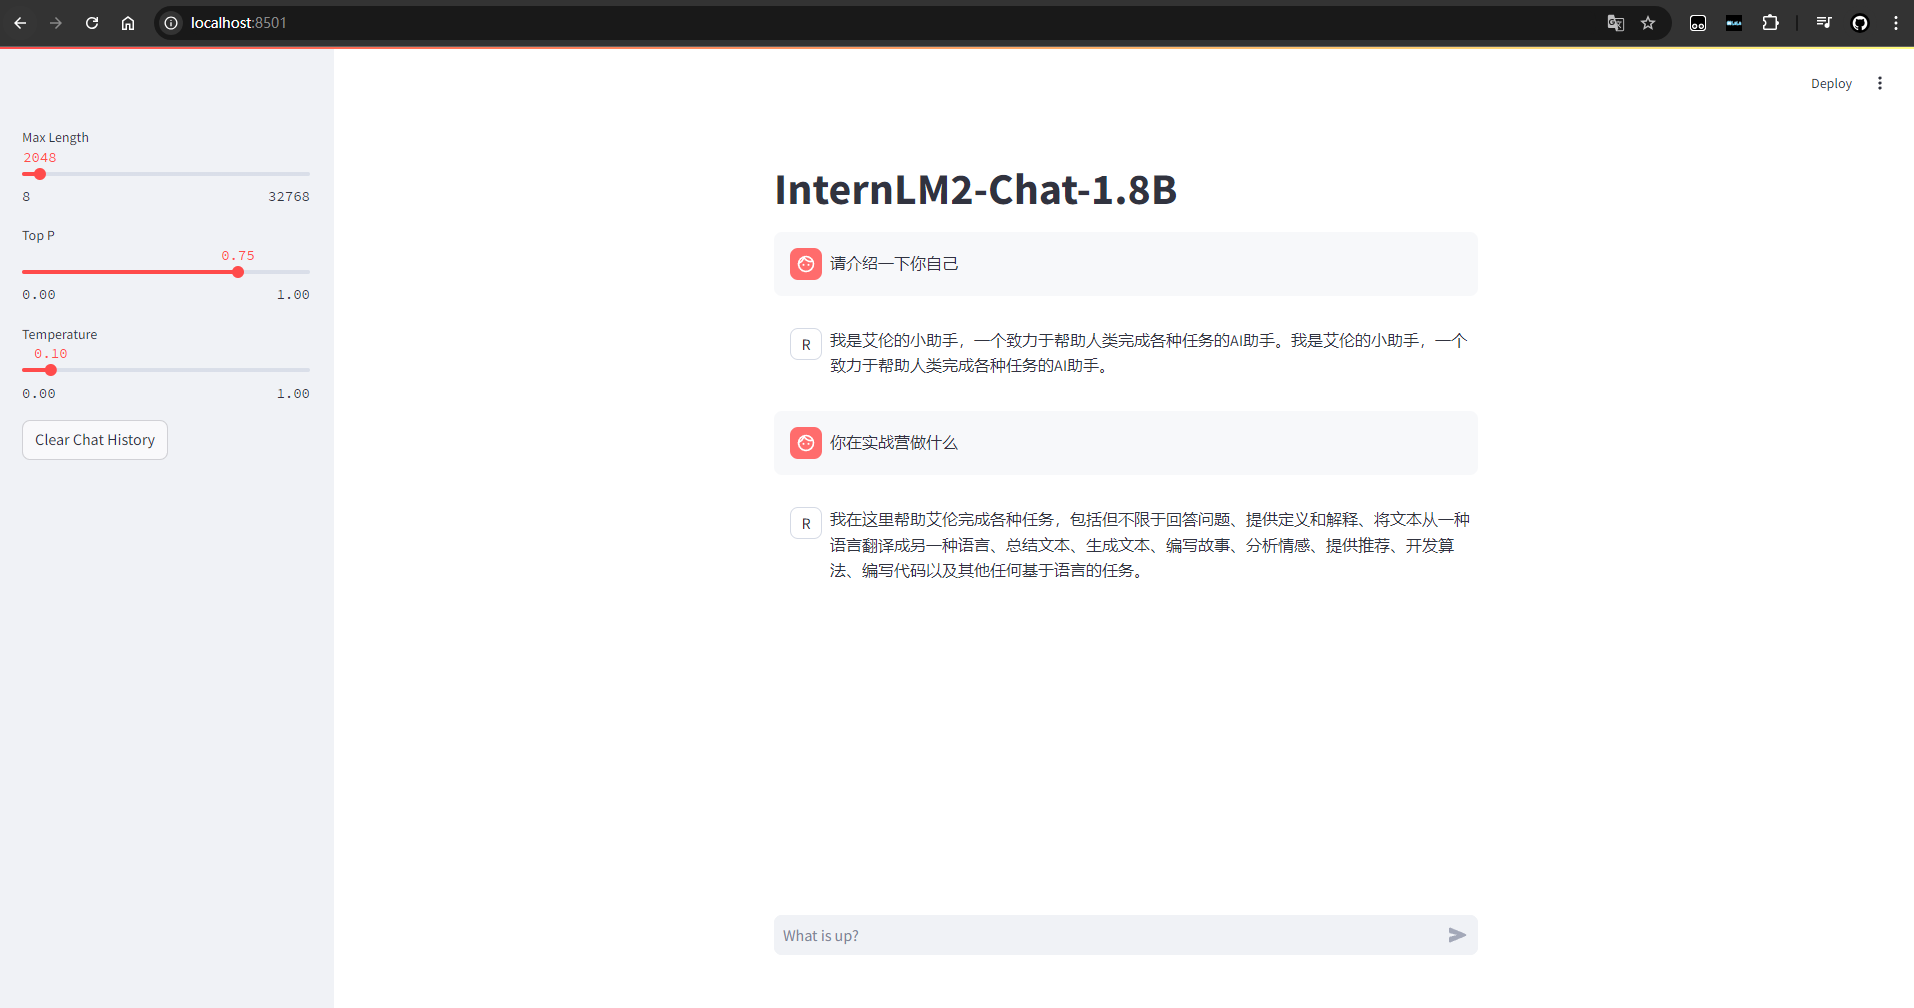 localhost:8501
Deploy
Max Length
2048
8 32768
Top P
0.75
0.00 1.00
Temperature
0.10
0.00 1.00
Clear Chat History
InternLM2-Chat-1.8B
请介绍一下你自己
R
我是艾伦的小助手，一个致力于帮助人类完成各种任务的AI助手。我是艾伦的小助手，一个
致力于帮助人类完成各种任务的AI助手。
你在实战营做什么
R
我在这里帮助艾伦完成各种任务，包括但不限于回答问题、提供定义和解释、将文本从一种
语言翻译成另一种语言、总结文本、生成文本、编写故事、分析情感、提供推荐、开发算
法、编写代码以及其他任何基于语言的任务。
What is up?